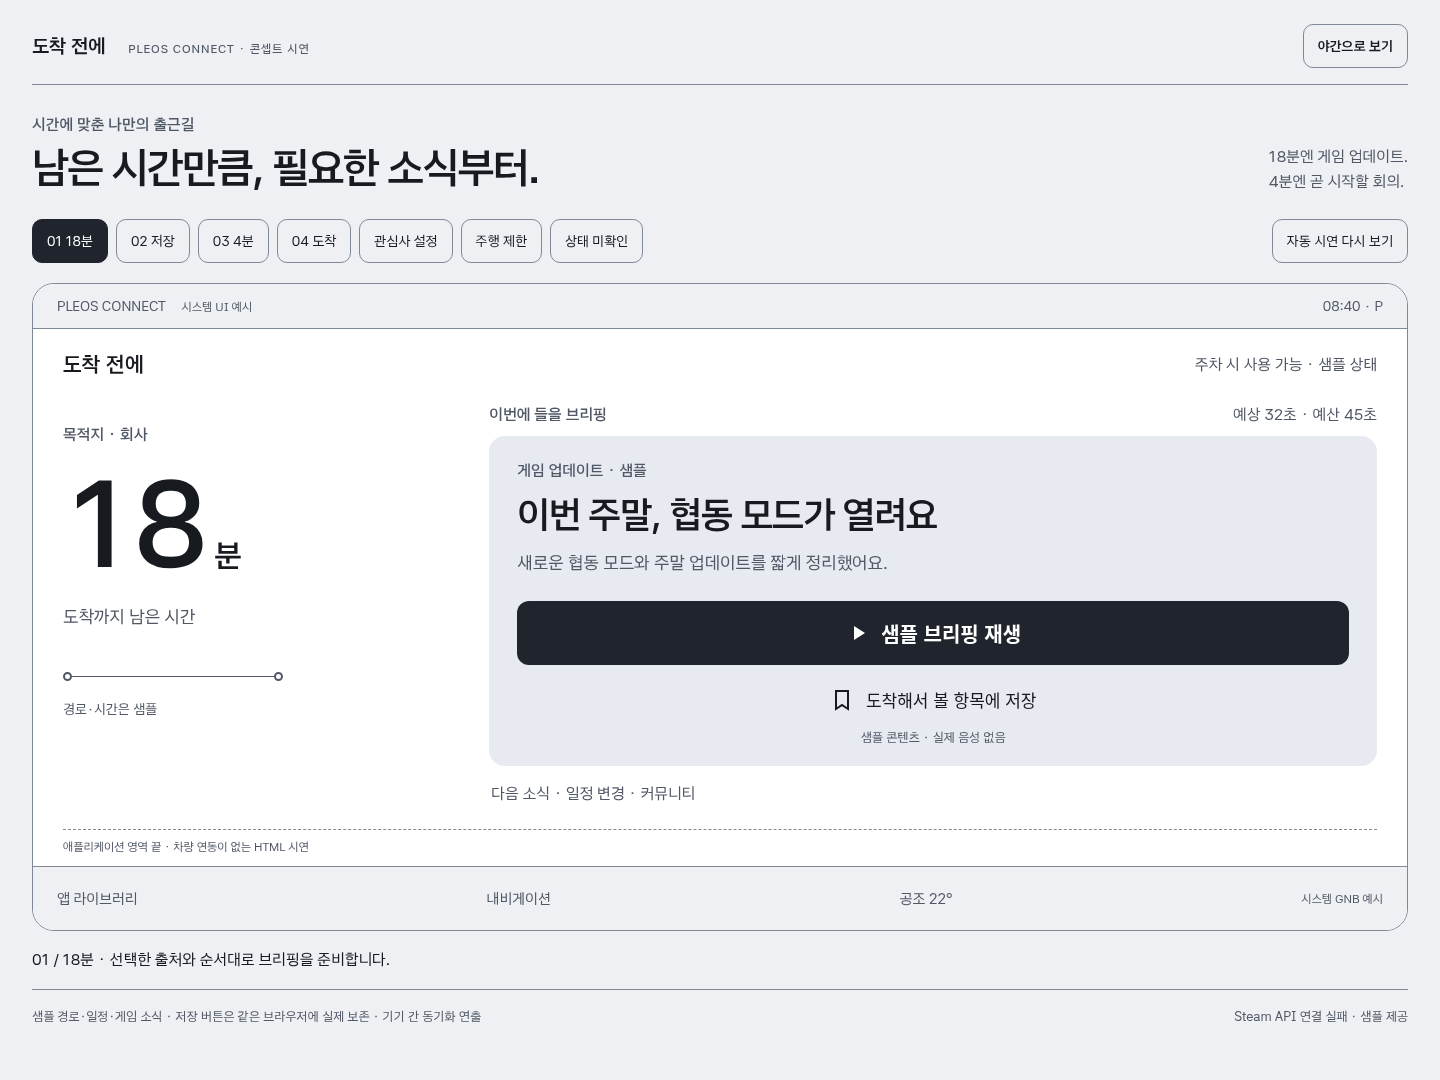 도착 전에
PLEOS CONNECT · 콘셉트 시연
야간으로 보기
시간에 맞춘 나만의 출근길
남은 시간만큼, 필요한 소식부터.
18분엔 게임 업데이트.
4분엔 곧 시작할 회의.
01 18분
02 저장
03 4분
04 도착
관심사 설정
주행 제한
상태 미확인
자동 시연 다시 보기
PLEOS CONNECT 시스템 UI 예시
08:40 · P
도착 전에
주차 시 사용 가능 · 샘플 상태
목적지 · 회사
18분
도착까지 남은 시간
경로·시간은 샘플
이번에 들을 브리핑
예상 32초 · 예산 45초
게임 업데이트 · 샘플
이번 주말, 협동 모드가 열려요
새로운 협동 모드와 주말 업데이트를 짧게 정리했어요.
샘플 브리핑 재생
도착해서 볼 항목에 저장
샘플 콘텐츠 · 실제 음성 없음
다음 소식 · 일정 변경 · 커뮤니티
애플리케이션 영역 끝 · 차량 연동이 없는 HTML 시연
앱 라이브러리
내비게이션
공조 22°
시스템 GNB 예시
01 / 18분 · 선택한 출처와 순서대로 브리핑을 준비합니다.
샘플 경로·일정·게임 소식 · 저장 버튼은 같은 브라우저에 실제 보존 · 기기 간 동기화 연출
Steam API 연결 실패 · 샘플 제공